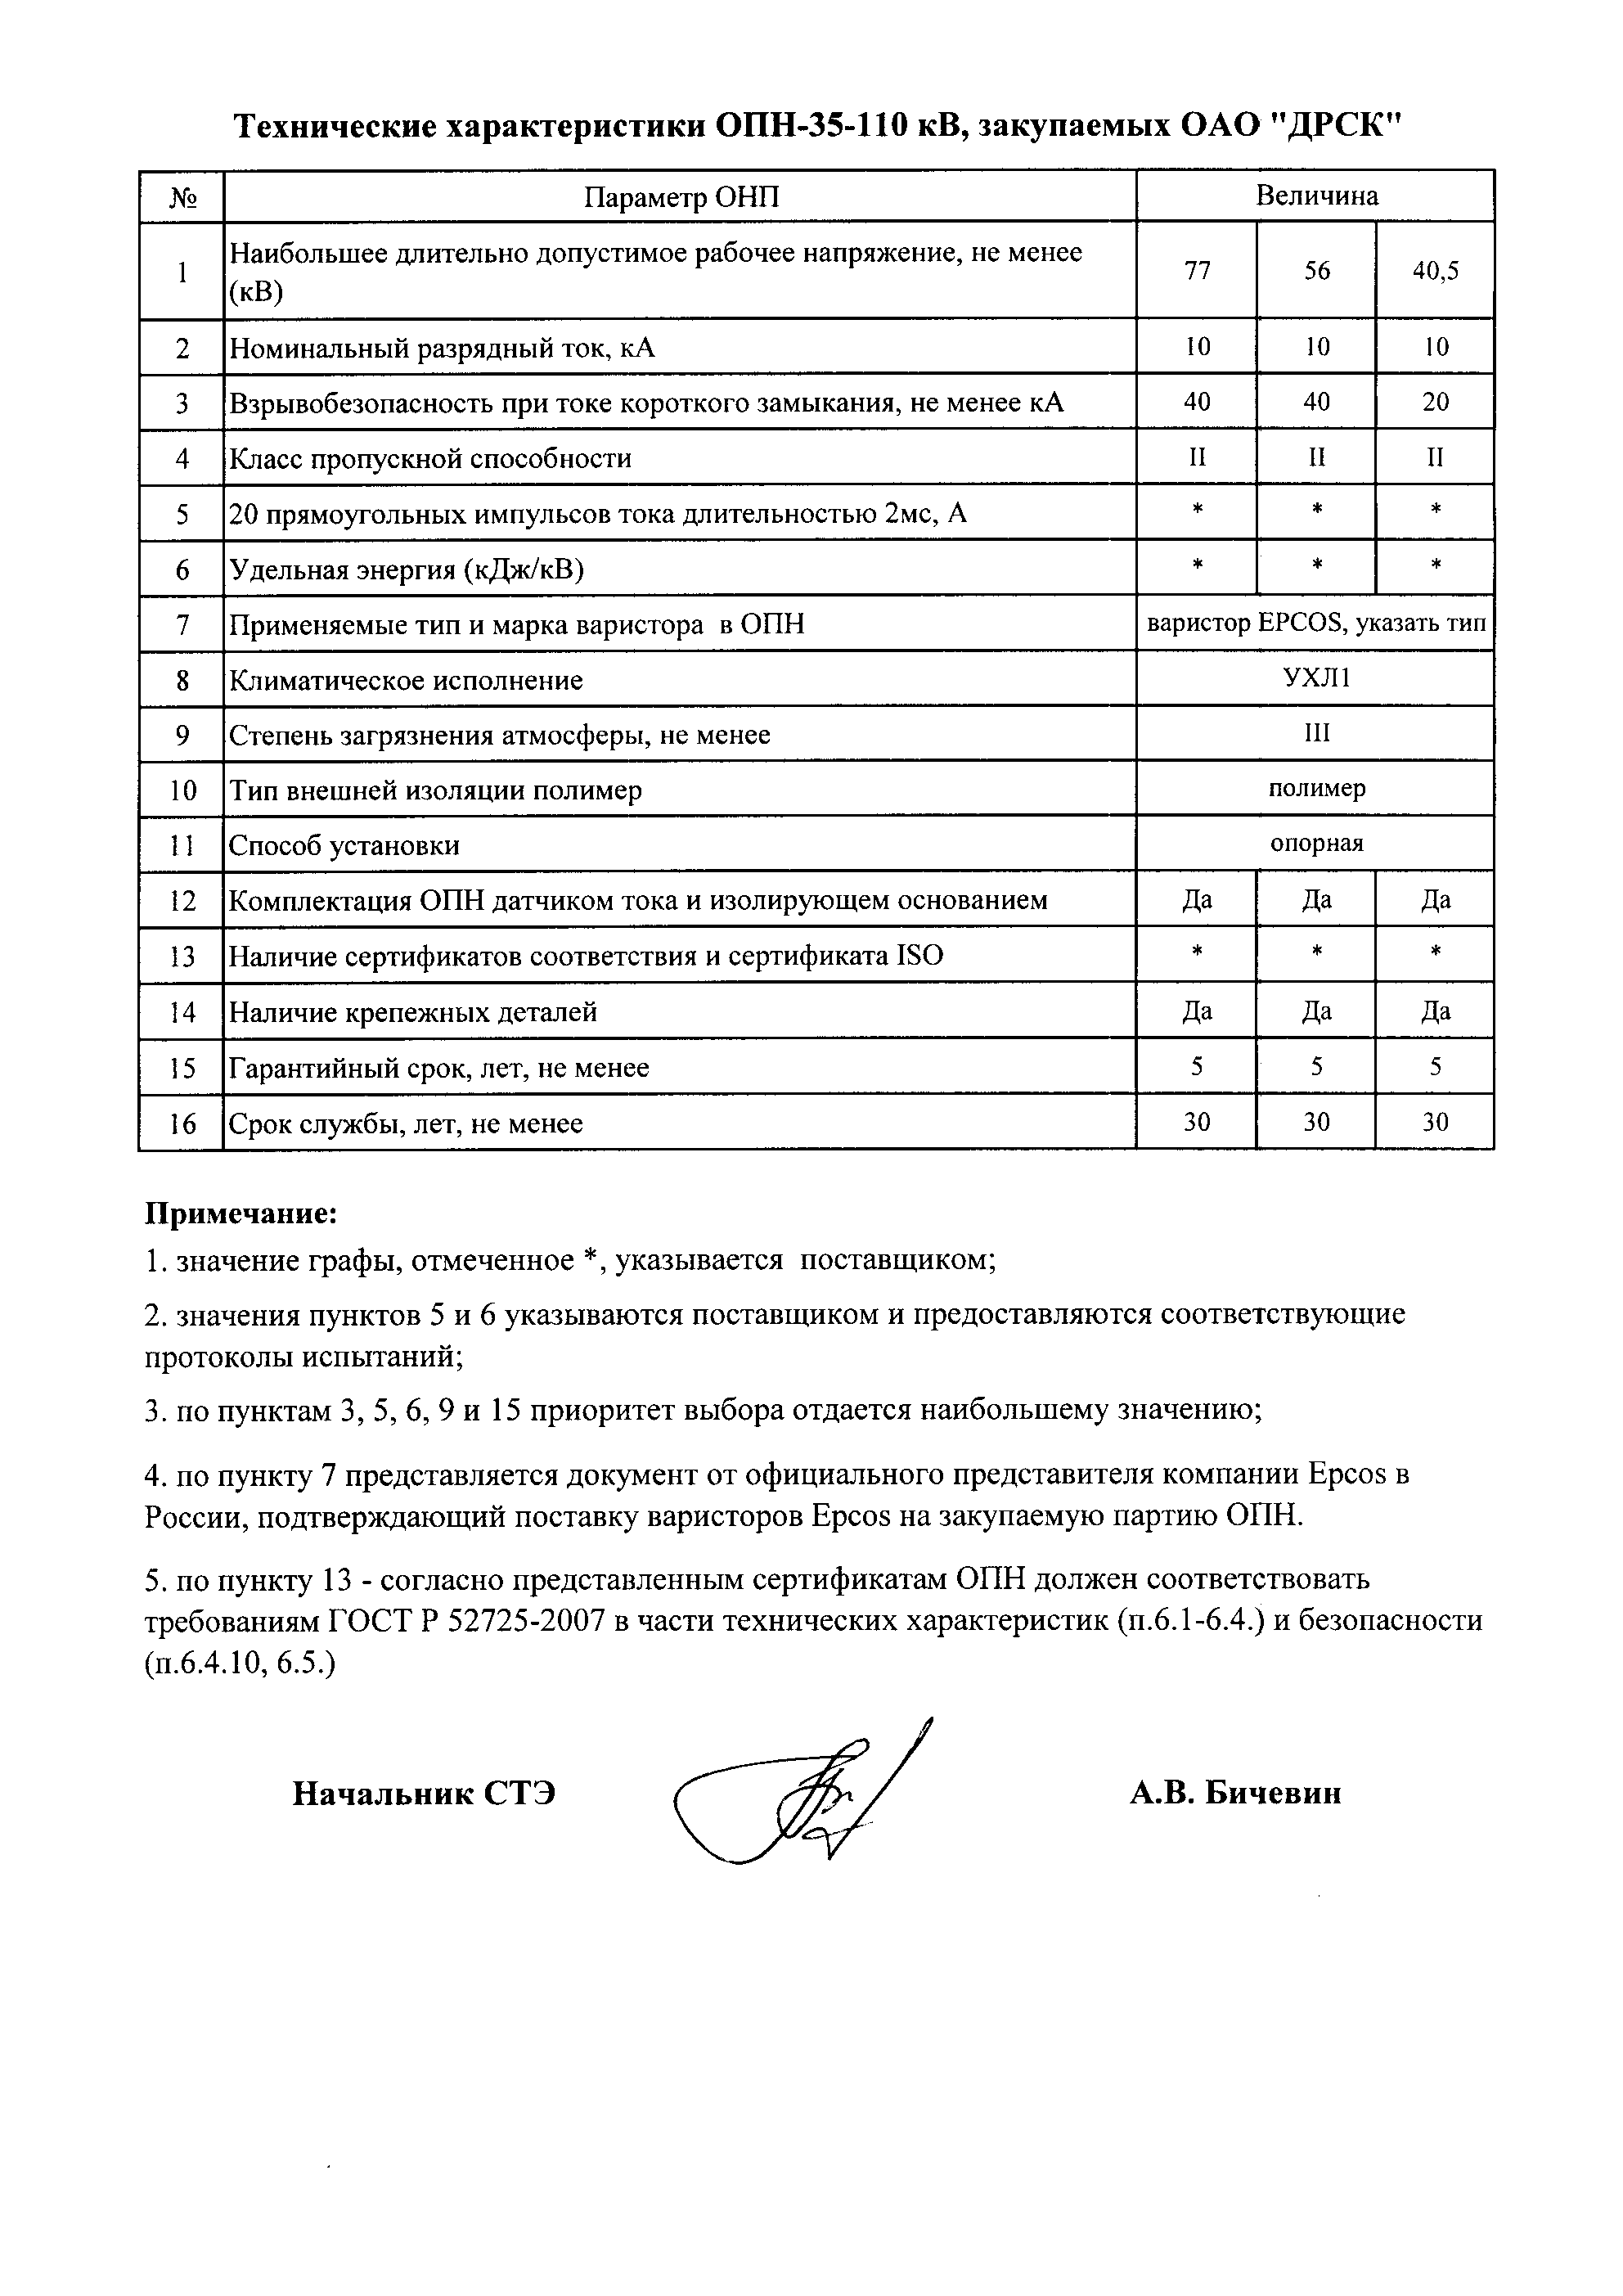 Технические характеристики ОПН-35-110 кВ, закупаемых ОАО "ДРСК"
№ Параметр ОНП Величина
1 Наибольшее длительно допустимое рабочее напряжение, не менее (кВ) 77 56 40,5
2 Номинальный разрядный ток, кА 10 10 10
3 Взрывобезопасность при токе короткого замыкания, не менее кА 40 40 20
4 Класс пропускной способности II II II
5 20 прямоугольных импульсов тока длительностью 2мс, А * * *
6 Удельная энергия (кДж/кВ) * * *
7 Применяемые тип и марка варистора в ОПН варистор EPCOS, указать тип
8 Климатическое исполнение УХЛ1
9 Степень загрязнения атмосферы, не менее III
10 Тип внешней изоляции полимер полимер
11 Способ установки опорная
12 Комплектация ОПН датчиком тока и изолирующем основанием Да Да Да
13 Наличие сертификатов соответствия и сертификата ISO * * *
14 Наличие крепежных деталей Да Да Да
15 Гарантийный срок, лет, не менее 5 5 5
16 Срок службы, лет, не менее 30 30 30
Примечание:
1. значение графы, отмеченное *, указывается поставщиком;
2. значения пунктов 5 и 6 указываются поставщиком и предоставляются соответствующие
протоколы испытаний;
3. по пунктам 3, 5, 6, 9 и 15 приоритет выбора отдается наибольшему значению;
4. по пункту 7 представляется документ от официального представителя компании Epcos в
России, подтверждающий поставку варисторов Epcos на закупаемую партию ОПН.
5. по пункту 13 - согласно представленным сертификатам ОПН должен соответствовать
требованиям ГОСТ Р 52725-2007 в части технических характеристик (п.6.1-6.4.) и безопасности
(п.6.4.10, 6.5.)
Начальник СТЭ А.В. Бичевин